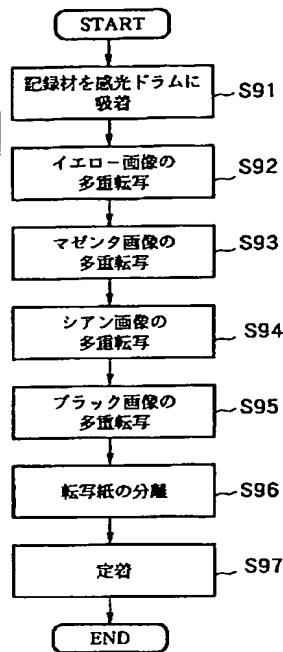 START
記録材を感光ドラムに
吸着
S91
イエロー画像の
多重転写
S92
マゼンタ画像の
多重転写
S93
シアン画像の
多重転写
S94
ブラック画像の
多重転写
S95
転写紙の分離
S96
定着
S97
END